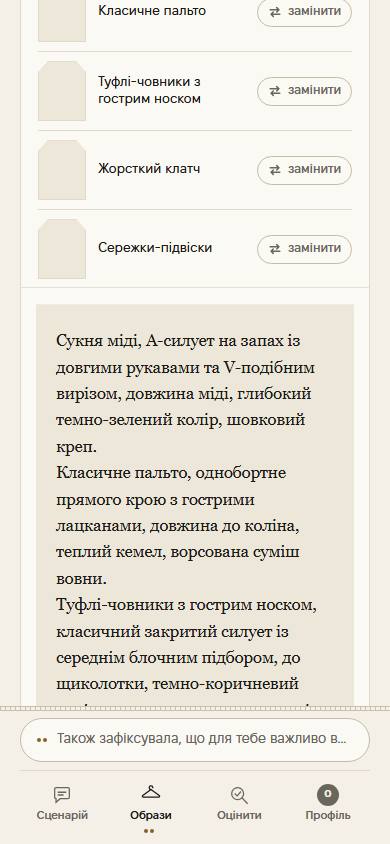 Класичне пальто
замінити
Туфлі-човники з
гострим носком
замінити
Жорсткий клатч
замінити
Сережки-підвіски
замінити
Сукня міді, А-силует на запах із
довгими рукавами та V-подібним
вирізом, довжина міді, глибокий
темно-зелений колір, шовковий
креп.
Класичне пальто, однобортне
прямого крою з гострими
лацканами, довжина до коліна,
теплий кемел, ворсована суміш
вовни.
Туфлі-човники з гострим носком,
класичний закритий силует із
середнім блочним підбором, до
щиколотки, темно-коричневий
Також зафіксувала, що для тебе важливо в...
Сценарій
Образи
Оцінити
О
Профіль